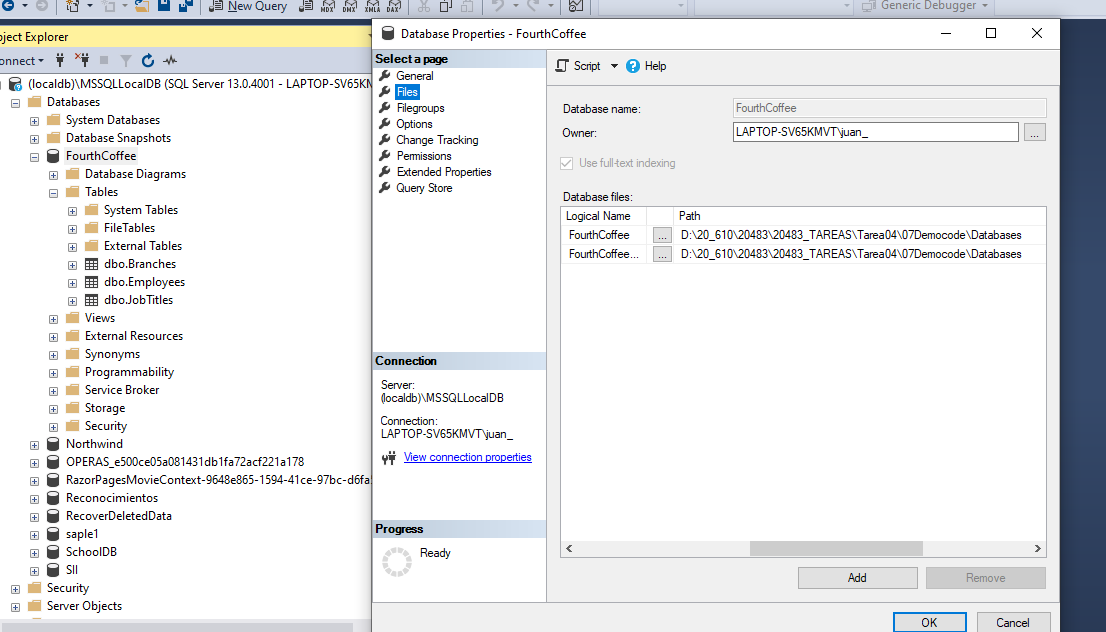 New Query
MDX
DMX
XMLA
DAX
Generic Debugger
ject Explorer
onnect
(localdb)\MSSQLLocalDB (SQL Server 13.0.4001 - LAPTOP-SV65KM
Databases
System Databases
Database Snapshots
FourthCoffee
Database Diagrams
Tables
System Tables
FileTables
External Tables
dbo.Branches
dbo.Employees
dbo.JobTitles
Views
External Resources
Synonyms
Programmability
Service Broker
Storage
Security
Northwind
OPERAS_e500ce05a081431db1fa72acf221a178
RazorPagesMovieContext-9648e865-1594-41ce-97bc-d6fa
Reconocimientos
RecoverDeletedData
saple1
SchoolDB
SII
Security
Server Objects
Database Properties - FourthCoffee
Select a page
General
Files
Filegroups
Options
Change Tracking
Permissions
Extended Properties
Query Store
Connection
Server:
(localdb)\MSSQLLocalDB
Connection:
LAPTOP-SV65KMVT\juan_
View connection properties
Progress
Ready
Script
Help
Database name: FourthCoffee
Owner: LAPTOP-SV65KMVT\juan_ ...
Use full-text indexing
Database files:
Logical Name Path
FourthCoffee ... D:\20_610\20483\20483_TAREAS\Tarea04\07Democode\Databases
FourthCoffee... ... D:\20_610\20483\20483_TAREAS\Tarea04\07Democode\Databases
Add Remove
OK Cancel